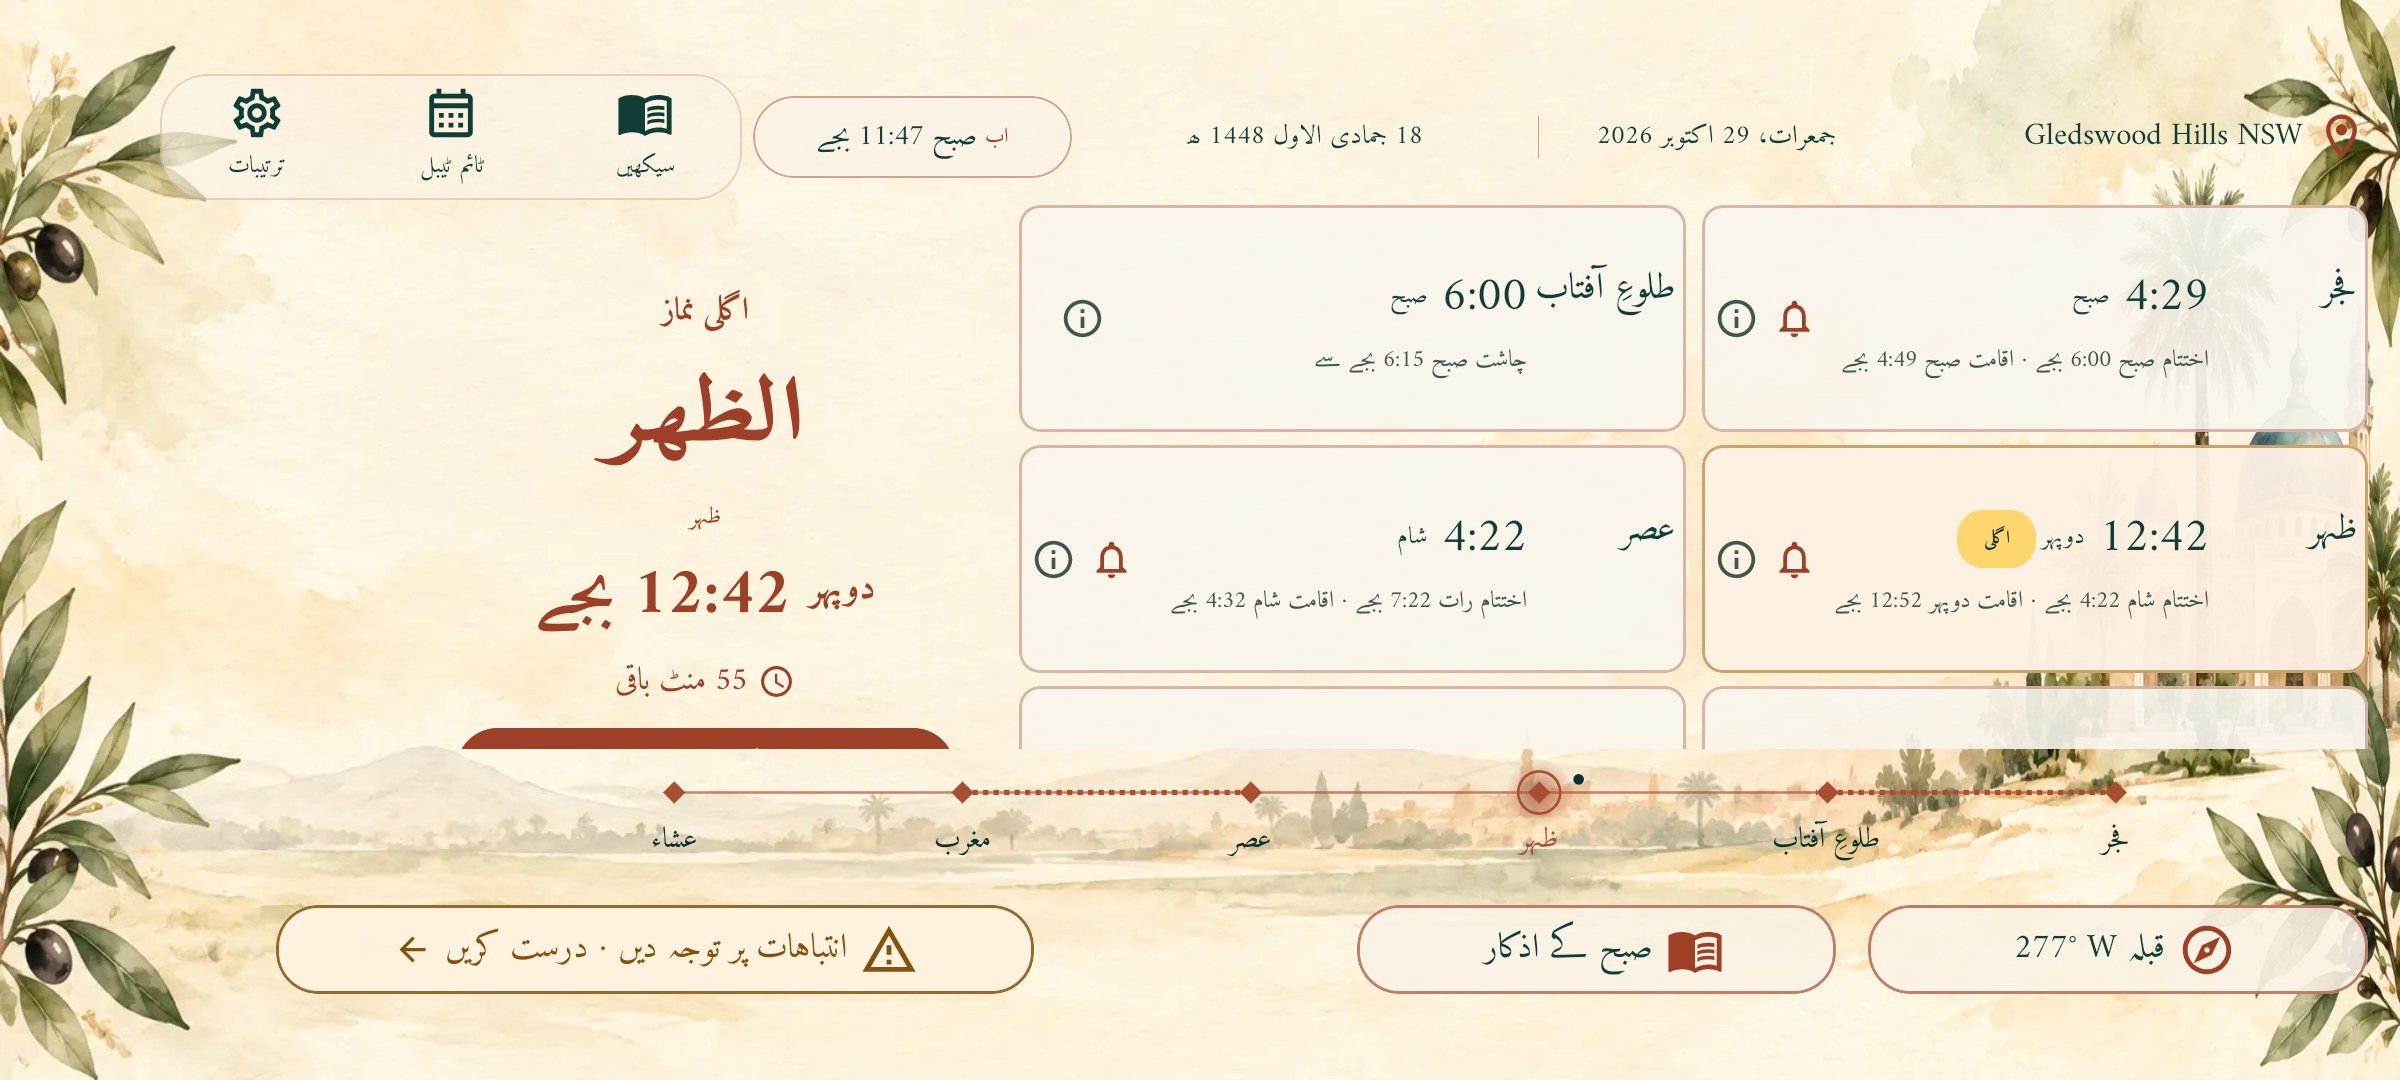 Gledswood Hills NSW
جمعرات، 29 اکتوبر 2026
18 جمادی الاول 1448 ھ
اب صبح 11:47 بجے
سیکھیں
ٹائم ٹیبل
ترتیبات
فجر
4:29 صبح
اختتام صبح 6:00 بجے · اقامت صبح 4:49 بجے
طلوعِ آفتاب
6:00 صبح
چاشت صبح 6:15 بجے سے
ظہر
12:42 دوپہر
اگلی
اختتام شام 4:22 بجے · اقامت دوپہر 12:52 بجے
عصر
4:22 شام
اختتام رات 7:22 بجے · اقامت شام 4:32 بجے
اگلی نماز
الظهر
ظہر
دوپہر 12:42 بجے
55 منٹ باقی
فجر
طلوعِ آفتاب
ظہر
عصر
مغرب
عشاء
قبلہ 277° W
صبح کے اذکار
انتباہات پر توجہ دیں · درست کریں ←